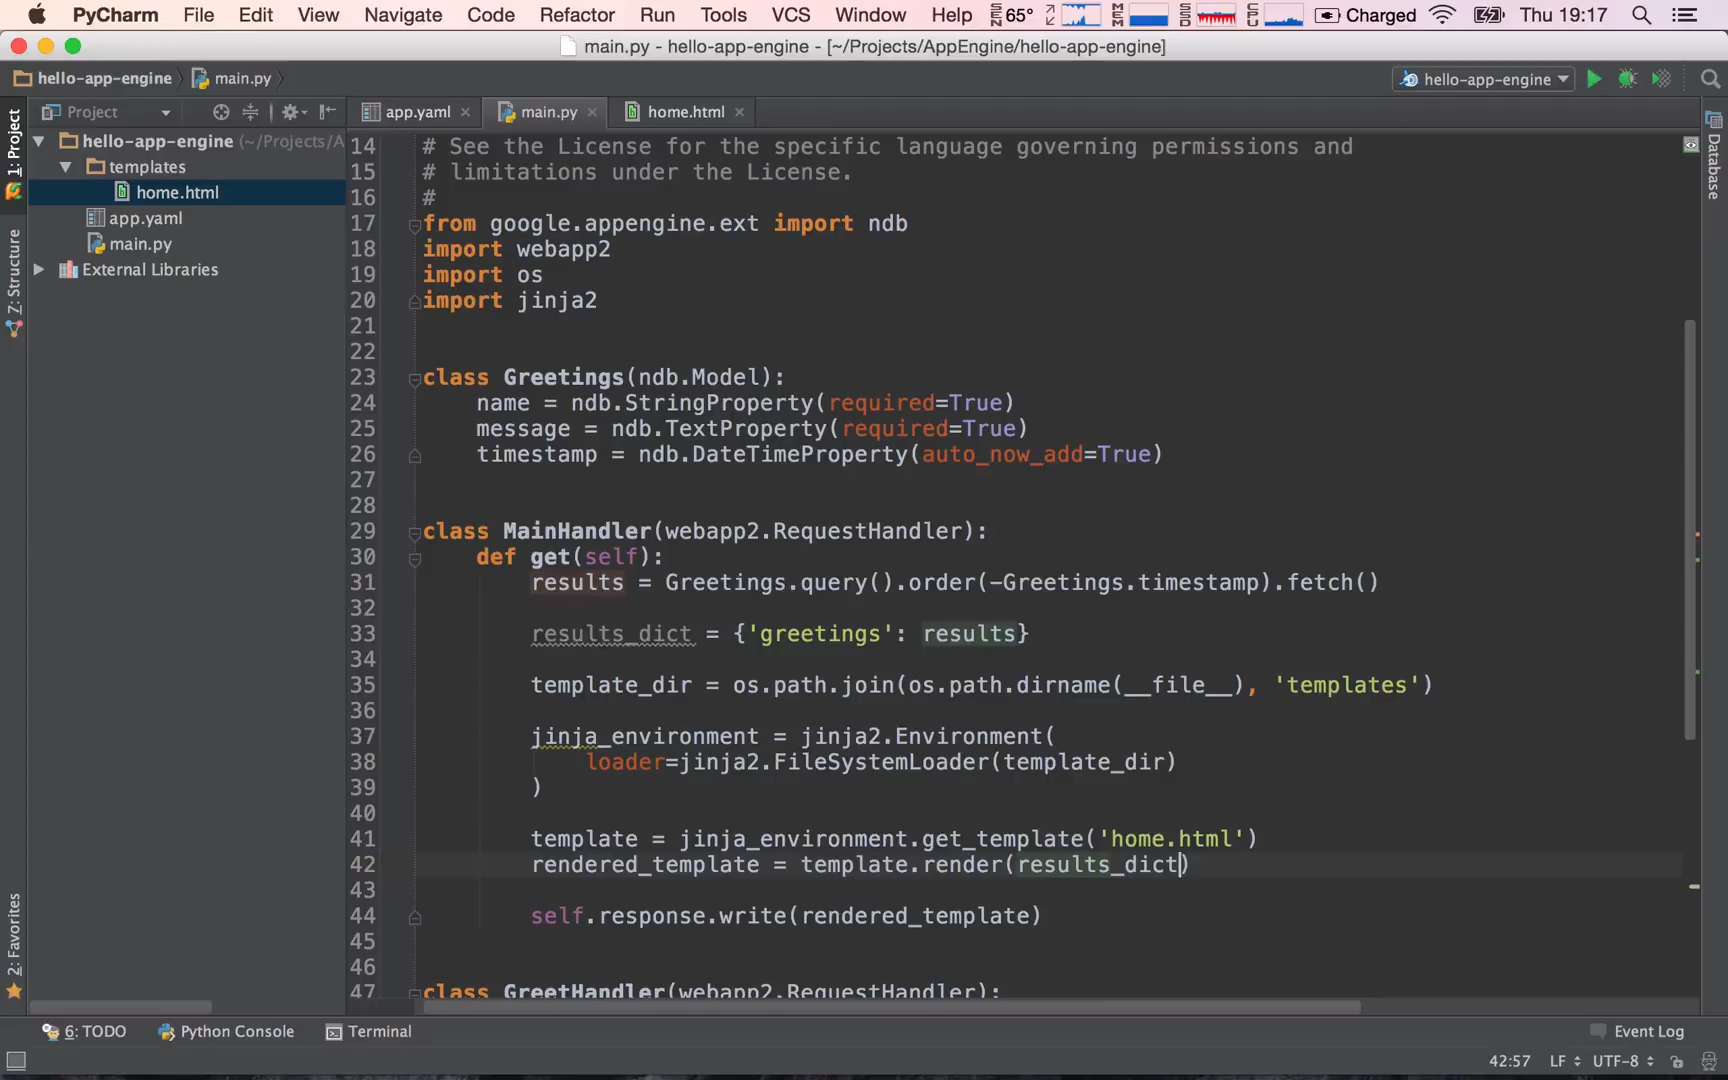 PyCharm File Edit View Navigate Code Refactor Run Tools VCS Window Help SEN 65° MEM SSD CPU Charged Thu 19:17
main.py - hello-app-engine - [~/Projects/AppEngine/hello-app-engine]
hello-app-engine main.py hello-app-engine
Project app.yaml main.py home.html
1: Project
Z: Structure
2: Favorites
Database
hello-app-engine (~/Projects/A
templates
home.html
app.yaml
main.py
External Libraries
14 # See the License for the specific language governing permissions and
15 # limitations under the License.
16 #
17 from google.appengine.ext import ndb
18 import webapp2
19 import os
20 import jinja2
21
22
23 class Greetings(ndb.Model):
24 name = ndb.StringProperty(required=True)
25 message = ndb.TextProperty(required=True)
26 timestamp = ndb.DateTimeProperty(auto_now_add=True)
27
28
29 class MainHandler(webapp2.RequestHandler):
30 def get(self):
31 results = Greetings.query().order(-Greetings.timestamp).fetch()
32
33 results_dict = {'greetings': results}
34
35 template_dir = os.path.join(os.path.dirname(__file__), 'templates')
36
37 jinja_environment = jinja2.Environment(
38 loader=jinja2.FileSystemLoader(template_dir)
39 )
40
41 template = jinja_environment.get_template('home.html')
42 rendered_template = template.render(results_dict)
43
44 self.response.write(rendered_template)
45
46
47 class GreetHandler(webapp2.RequestHandler):
6: TODO Python Console Terminal Event Log
42:57 LF UTF-8